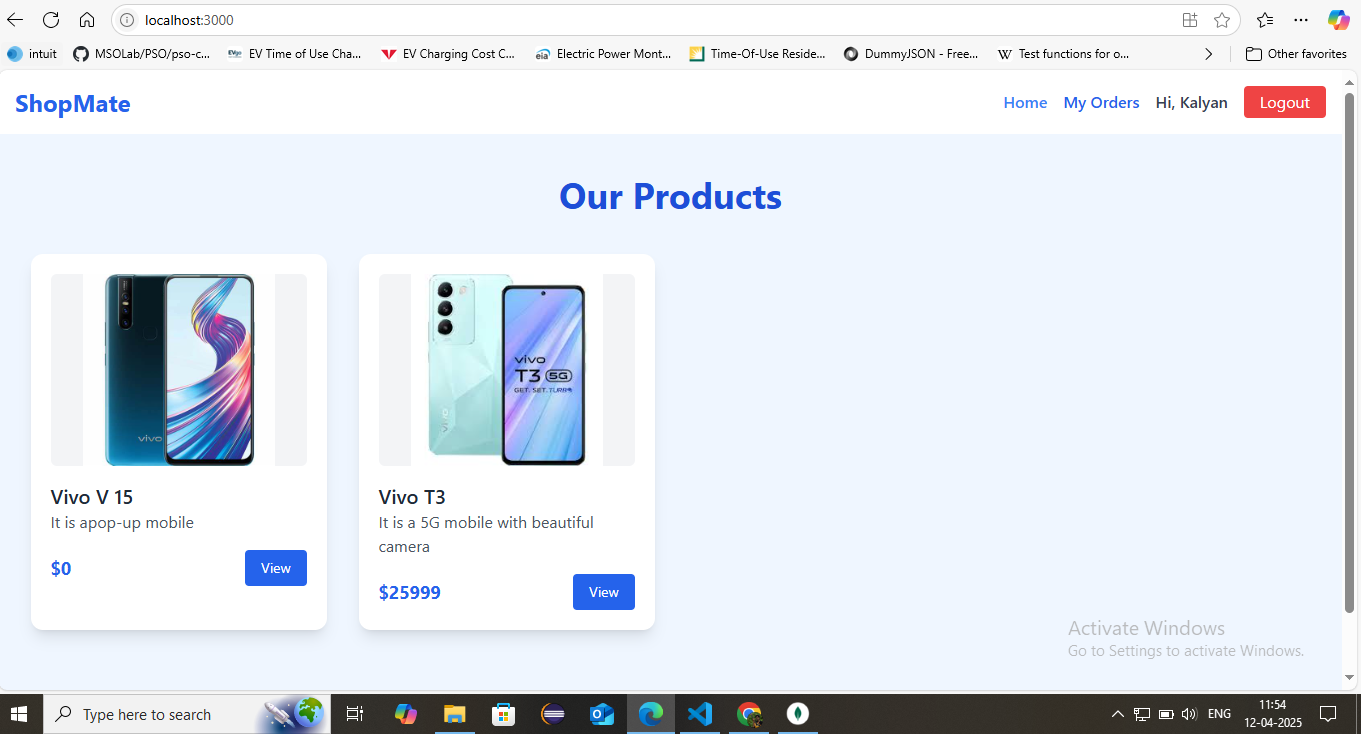 localhost:3000
intuit
MSOLab/PSO/pso-c...
EVgo
EV Time of Use Cha...
EV Charging Cost C...
eia
Electric Power Mont...
Time-Of-Use Reside...
DummyJSON - Free...
W
Test functions for o...
Other favorites
ShopMate
Home
My Orders
Hi, Kalyan
Logout
Our Products
vivo
vivo
vivo
T3 5G
GET. SET. TURBO
Vivo V 15
It is apop-up mobile
$0
View
Vivo T3
It is a 5G mobile with beautiful
camera
$25999
View
Activate Windows
Go to Settings to activate Windows.
Type here to search
ENG
11:54
12-04-2025